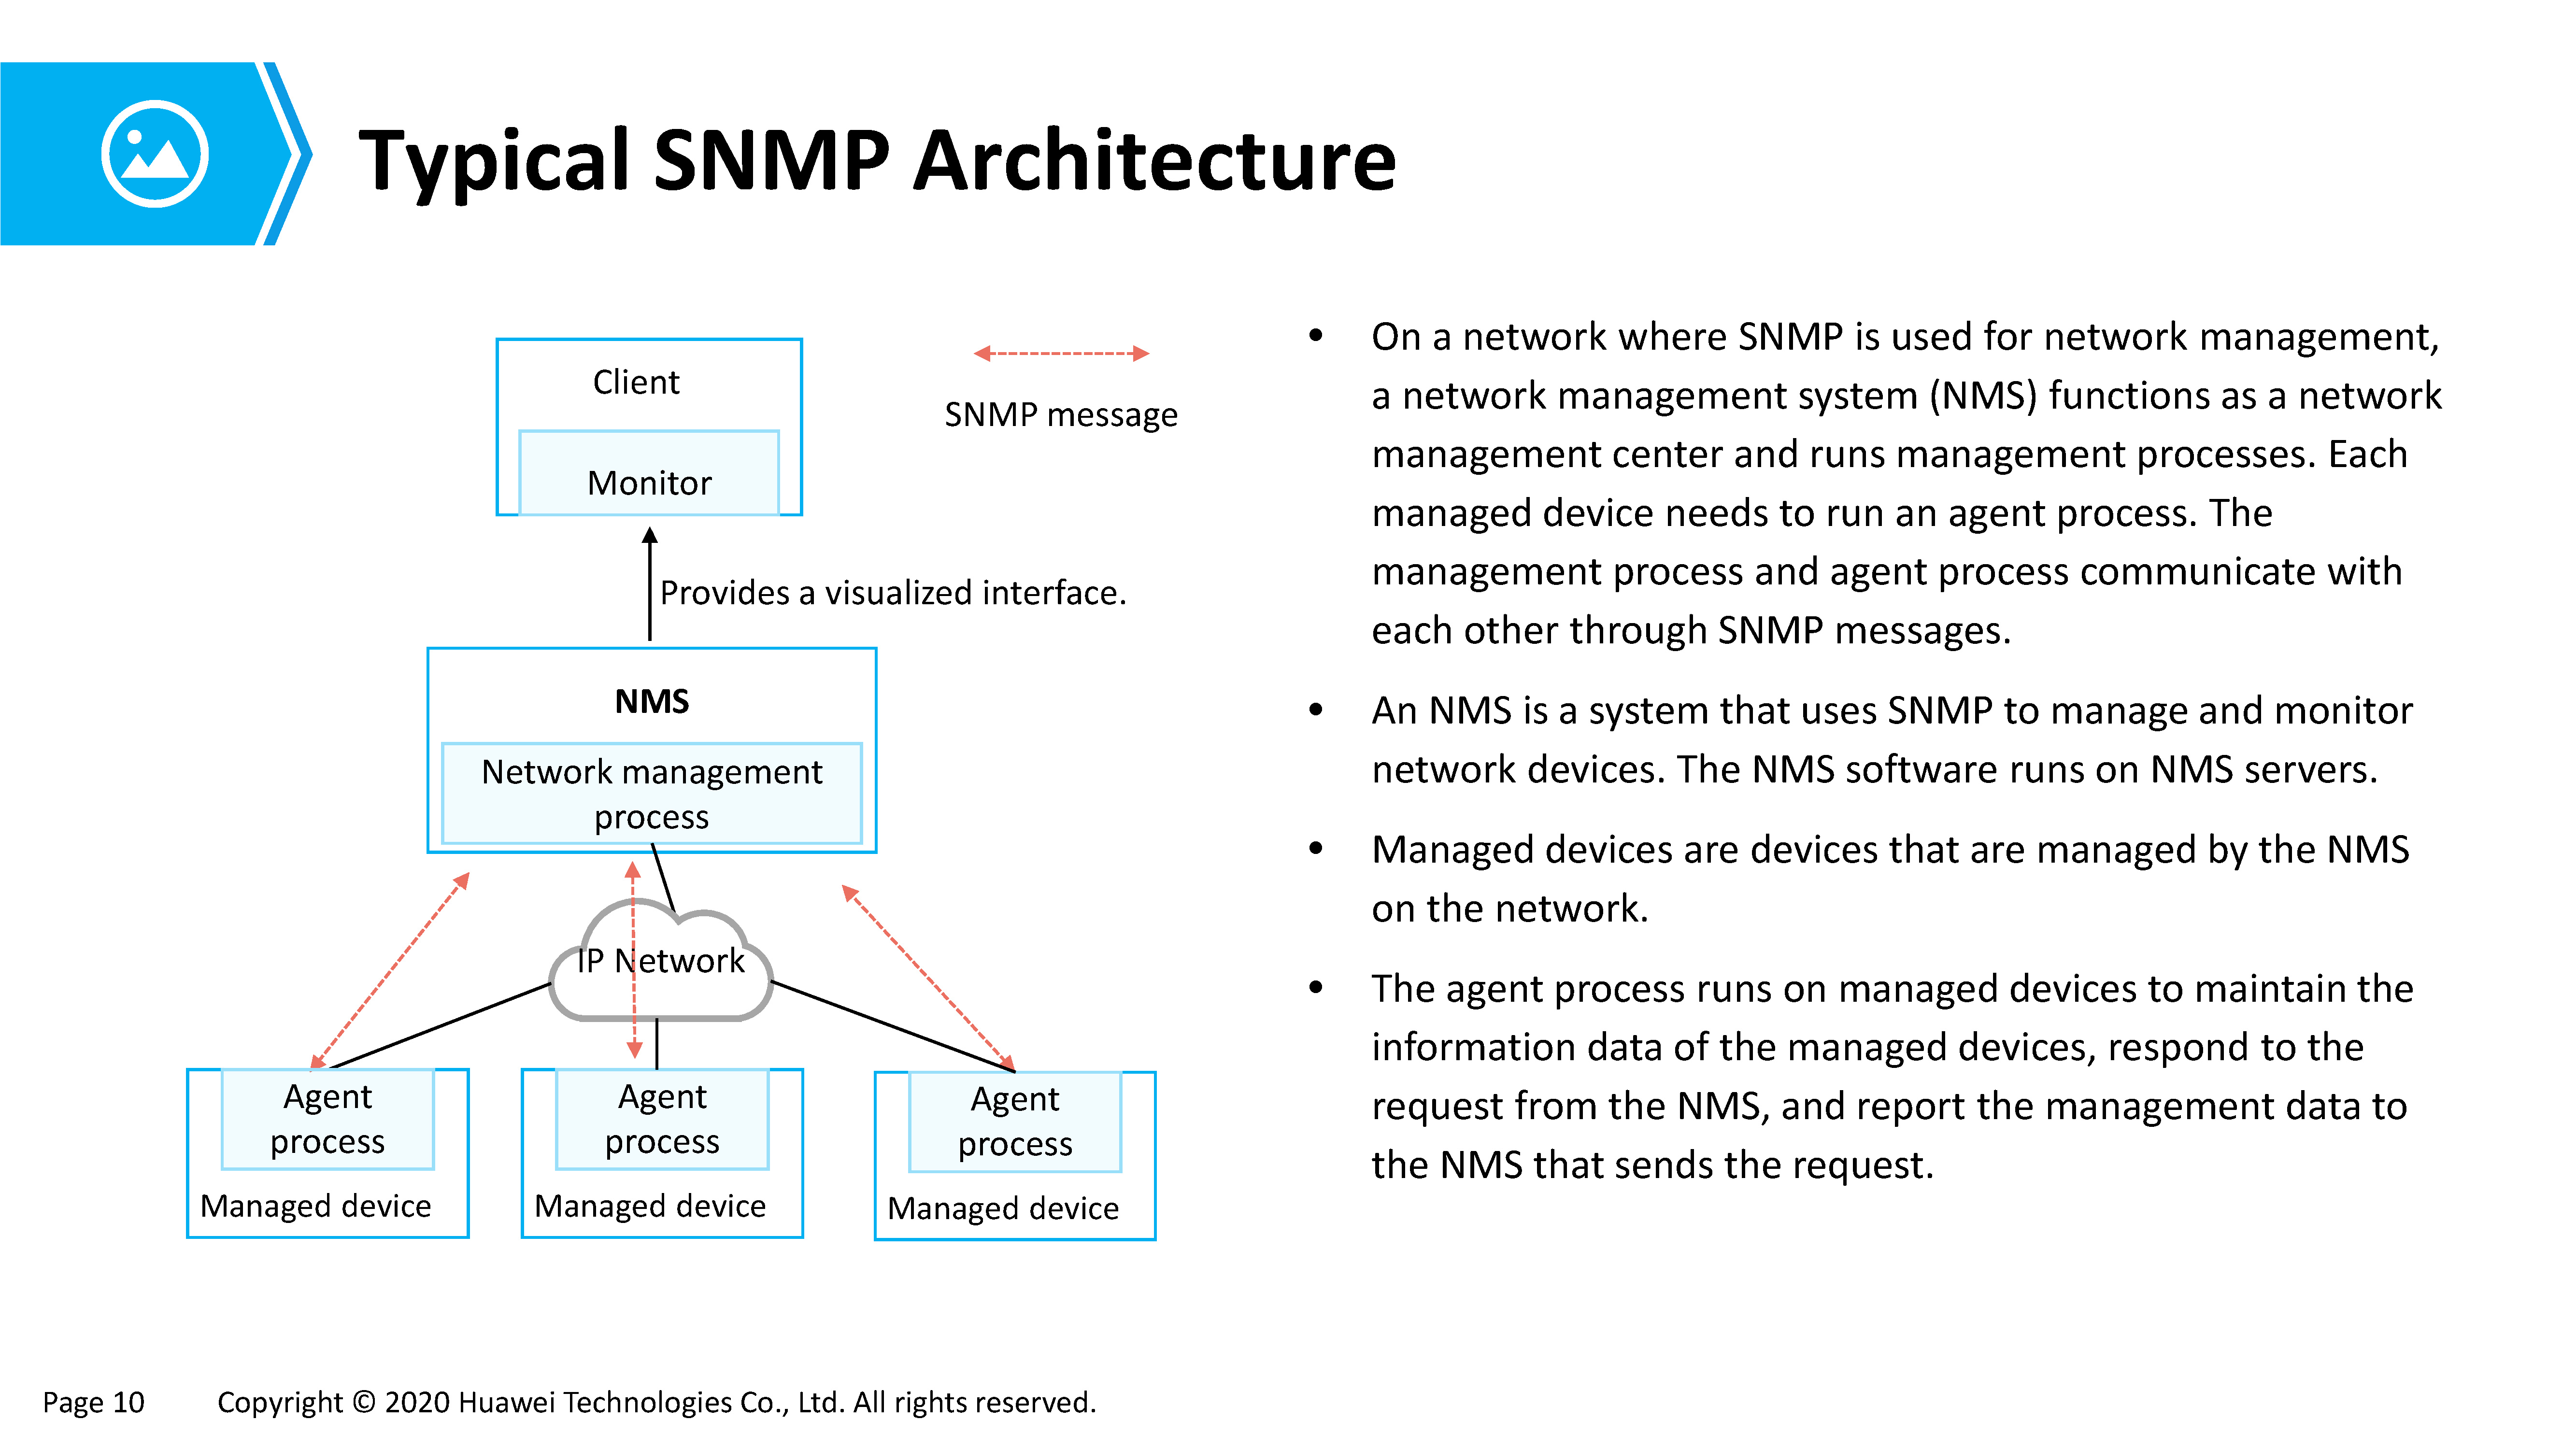 Typical SNMP Architecture
Client
Monitor
SNMP message
Provides a visualized interface.
NMS
Network management
process
IP Network
Agent
process
Managed device
Agent
process
Managed device
Agent
process
Managed device
• On a network where SNMP is used for network management,
a network management system (NMS) functions as a network
management center and runs management processes. Each
managed device needs to run an agent process. The
management process and agent process communicate with
each other through SNMP messages.
• An NMS is a system that uses SNMP to manage and monitor
network devices. The NMS software runs on NMS servers.
• Managed devices are devices that are managed by the NMS
on the network.
• The agent process runs on managed devices to maintain the
information data of the managed devices, respond to the
request from the NMS, and report the management data to
the NMS that sends the request.
Page 10 Copyright © 2020 Huawei Technologies Co., Ltd. All rights reserved.